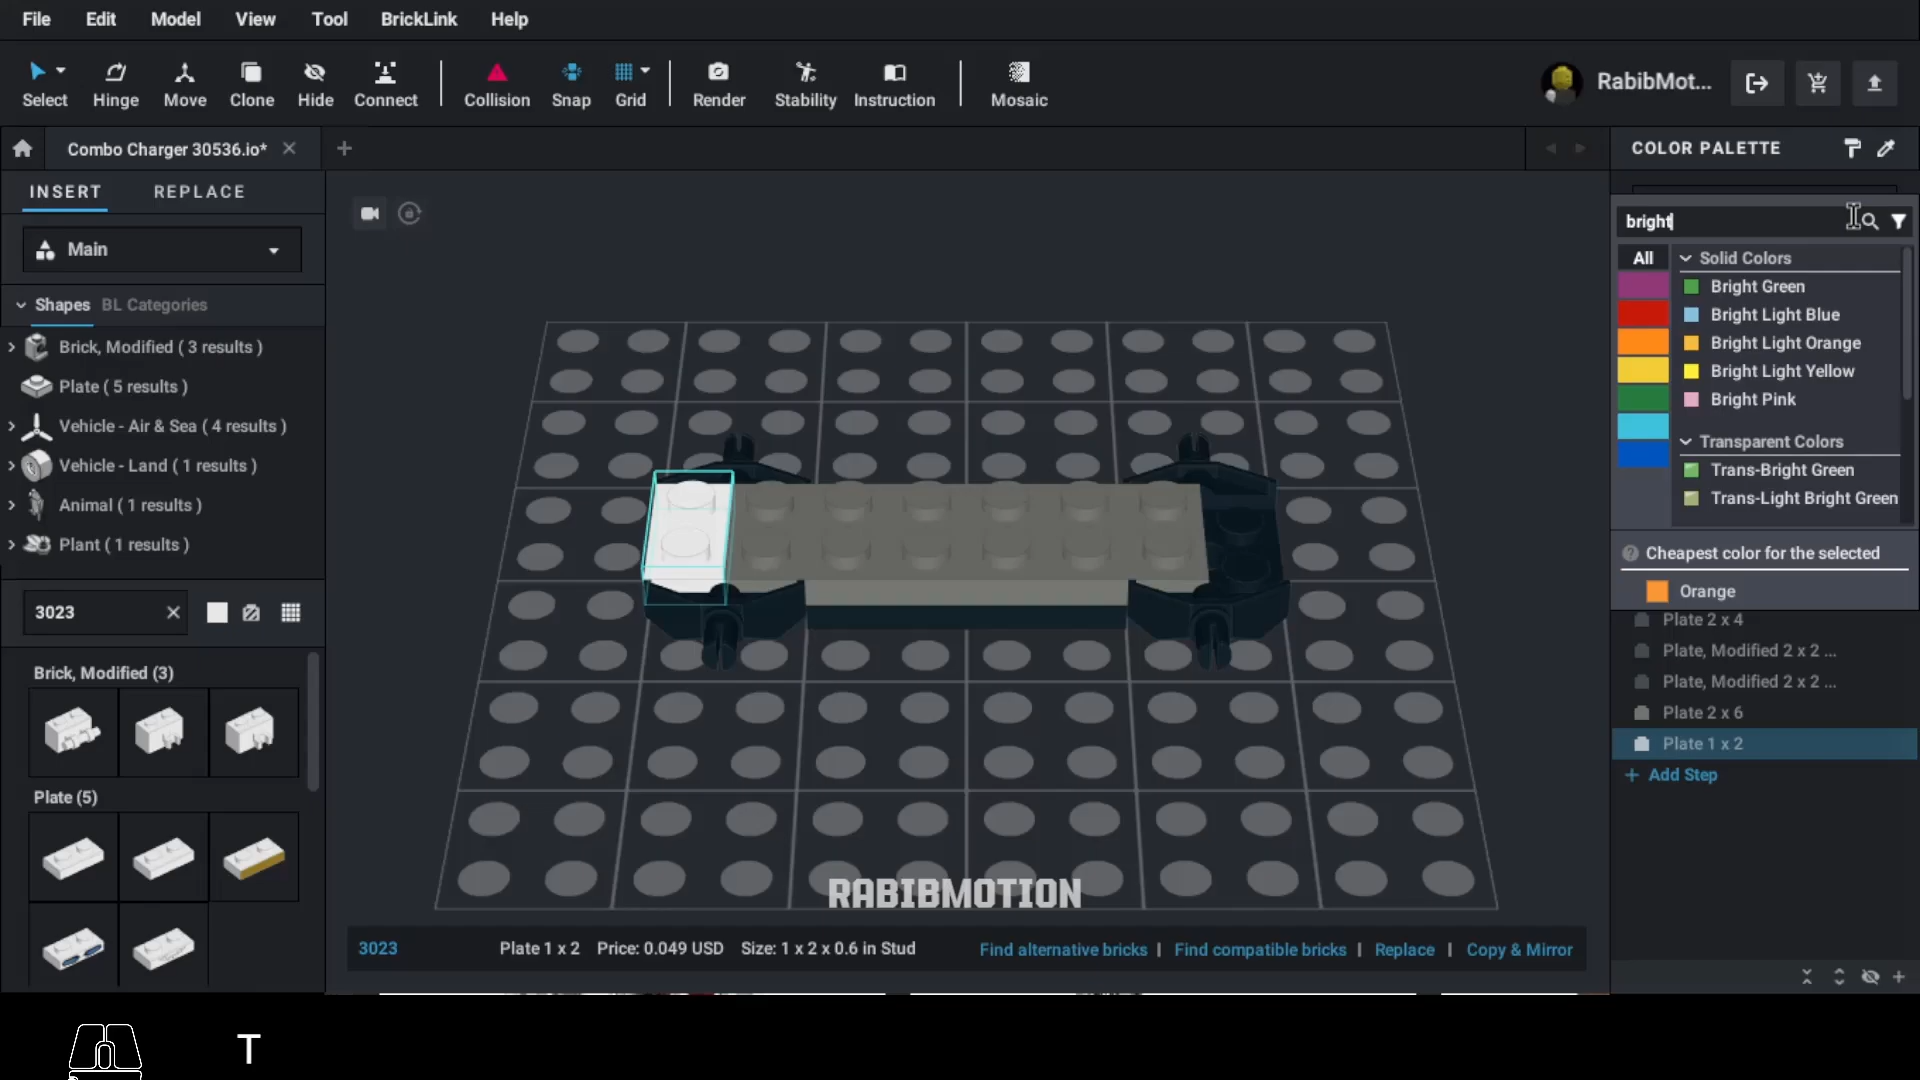 File Edit Model View Tool BrickLink Help
Select Hinge Move Clone Hide Connect Collision Snap Grid Render Stability Instruction Mosaic RabibMot...
Combo Charger 30536.io*
COLOR PALETTE
INSERT REPLACE
Main
Shapes BL Categories
Brick, Modified ( 3 results )
Plate ( 5 results )
Vehicle - Air & Sea ( 4 results )
Vehicle - Land ( 1 results )
Animal ( 1 results )
Plant ( 1 results )
3023
Brick, Modified (3)
Plate (5)
bright
All
Solid Colors
Bright Green
Bright Light Blue
Bright Light Orange
Bright Light Yellow
Bright Pink
Transparent Colors
Trans-Bright Green
Trans-Light Bright Green
Cheapest color for the selected
Orange
Plate 2 x 4
Plate, Modified 2 x 2 ...
Plate, Modified 2 x 2 ...
Plate 2 x 6
Plate 1 x 2
+ Add Step
RABIBMOTION
3023 Plate 1 x 2 Price: 0.049 USD Size: 1 x 2 x 0.6 in Stud Find alternative bricks | Find compatible bricks | Replace | Copy & Mirror
T